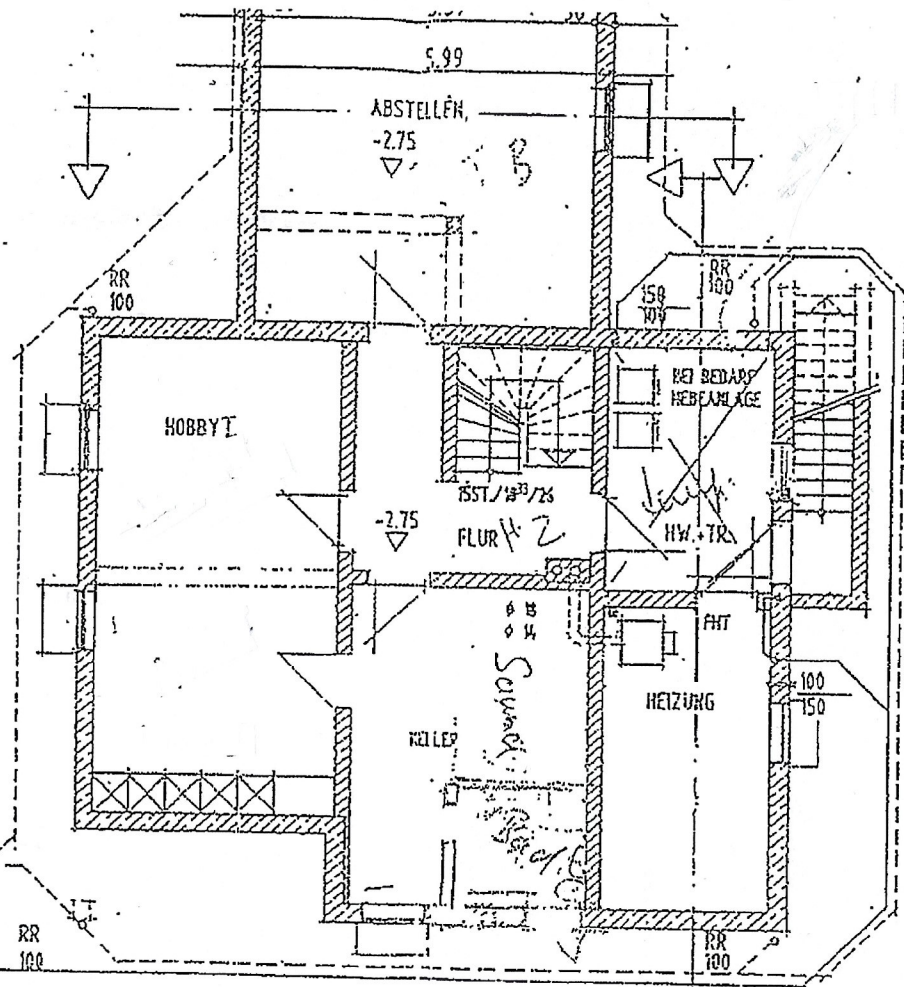 5.99
ABSTELLEN
-2.75
B
RR
100
RR
100
150
100
BEI BEDARF
HEBEANLAGE
HOBBY I
-2.75
15ST./18³³/26
FLUR
HW.+TR.
FHT
Sauna
HEIZUNG
KELLER
100
150
RR
100
RR
100